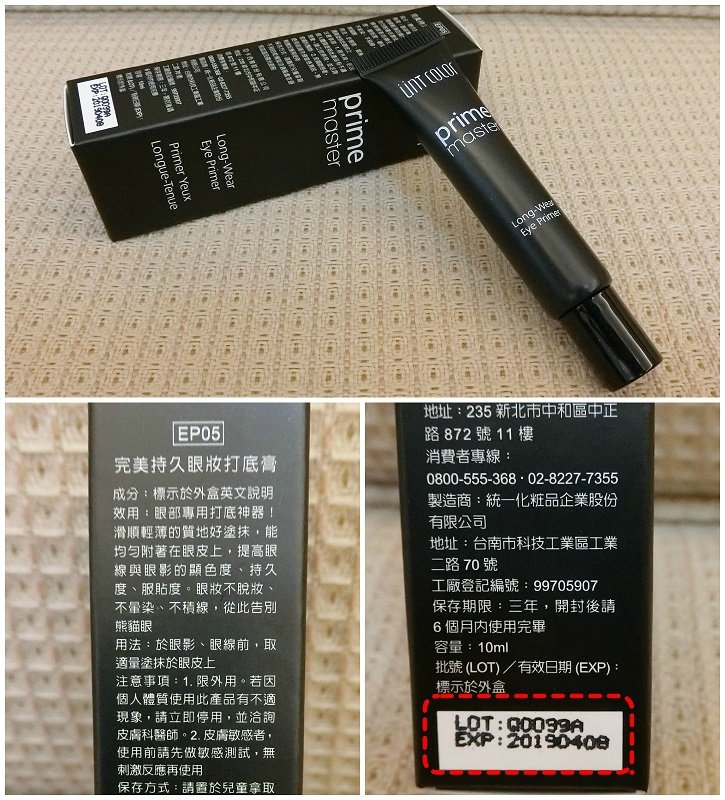 LOT:Q0099A
EXP:20190408
prime
master
Long-Wear
Eye Primer
Primer Yeux
Longue-Tenue
UNT COLOR
prime
master
Long-Wear
Eye Primer
EP05
完美持久眼妝打底膏
成分：標示於外盒英文說明
效用：眼部專用打底神器！
滑順輕薄的質地好塗抹，能
均勻附著在眼皮上，提高眼
線與眼影的顯色度、持久
度、服貼度。眼妝不脫妝、
不暈染、不積線，從此告別
熊貓眼
用法：於眼影、眼線前，取
適量塗抹於眼皮上
注意事項：1. 限外用。若因
個人體質使用此產品有不適
現象，請立即停用，並洽詢
皮膚科醫師。2. 皮膚敏感者，
使用前請先做敏感測試，無
刺激反應再使用
保存方式：請置於兒童拿取
地址：235 新北市中和區中正
路 872 號 11 樓
消費者專線：
0800-555-368・02-8227-7355
製造商：統一化粧品企業股份
有限公司
地址：台南市科技工業區工業
二路 70 號
工廠登記編號：99705907
保存期限：三年，開封後請
6 個月內使用完畢
容量：10ml
批號 (LOT)／有效日期 (EXP)：
標示於外盒
LOT:Q0099A
EXP:20190408